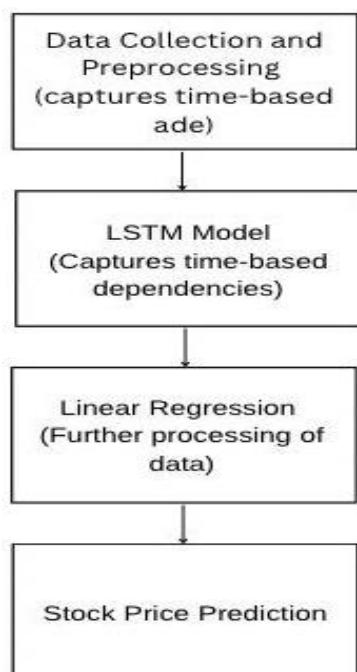 Data Collection and
Preprocessing
(captures time-based
ade)
LSTM Model
(Captures time-based
dependencies)
Linear Regression
(Further processing of
data)
Stock Price Prediction